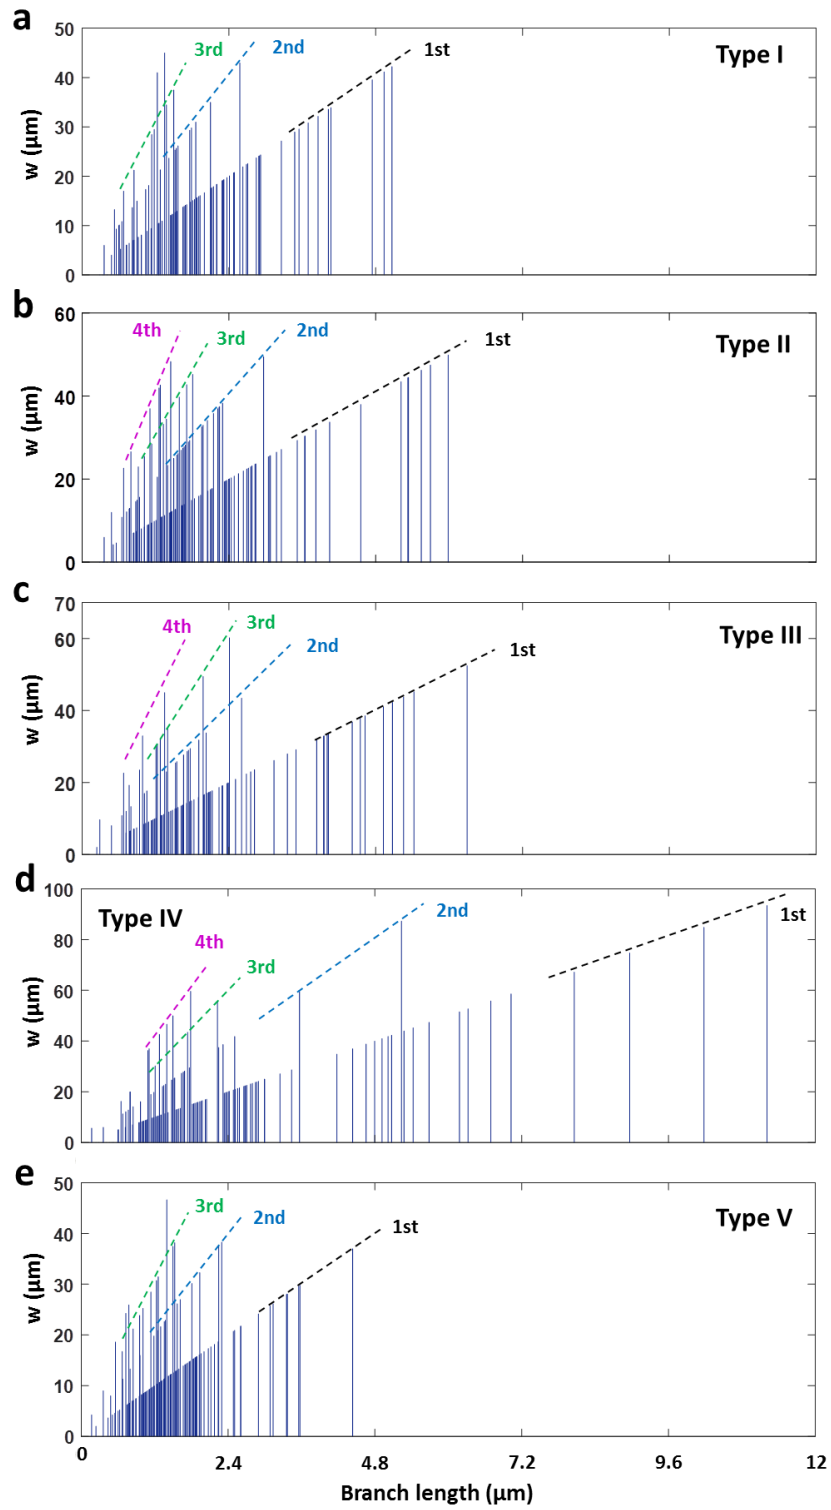 a
50
40
30
20
10
0
w (µm)
3rd
2nd
1st
Type I
b
60
40
20
0
w (µm)
4th
3rd
2nd
1st
Type II
c
70
60
40
20
0
w (µm)
4th
3rd
2nd
1st
Type III
d
100
80
60
40
20
0
w (µm)
Type IV
4th
3rd
2nd
1st
e
50
40
30
20
10
0
w (µm)
3rd
2nd
1st
Type V
0 2.4 4.8 7.2 9.6 12
Branch length (µm)